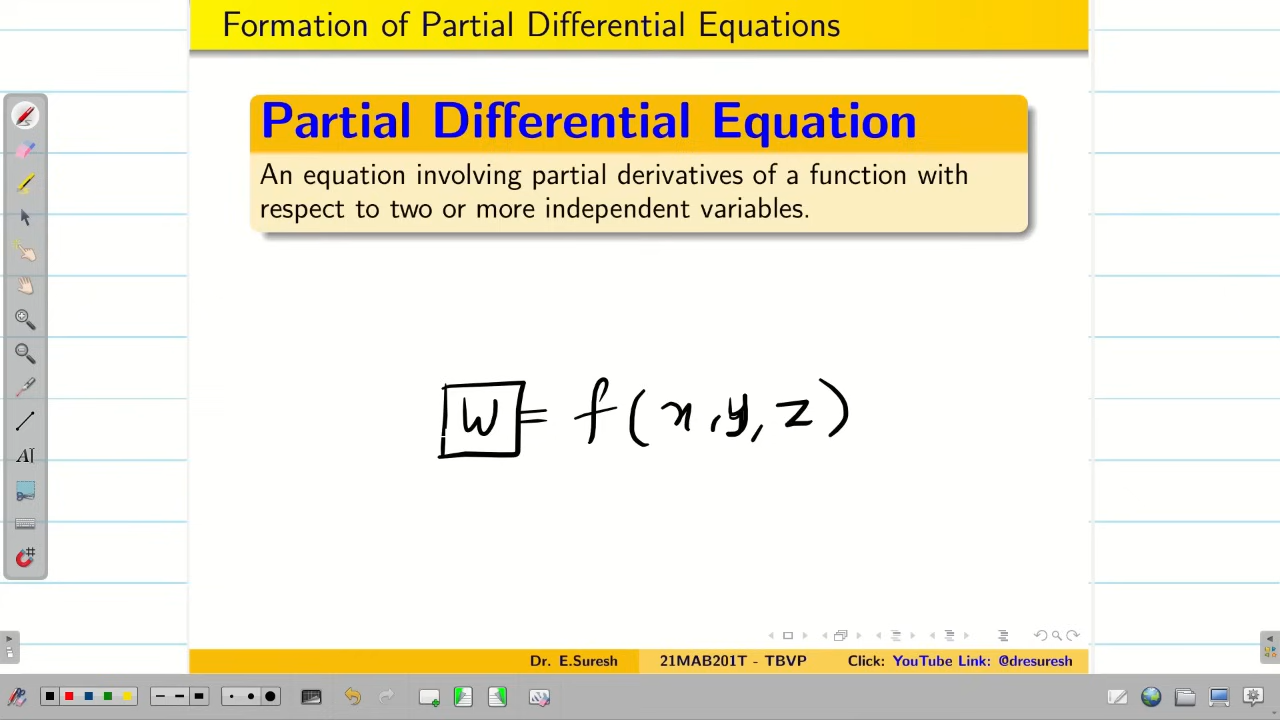 Formation of Partial Differential Equations
Partial Differential Equation
An equation involving partial derivatives of a function with
respect to two or more independent variables.
W = f(x, y, z)
Dr. E.Suresh 21MAB201T - TBVP Click: YouTube Link: @dresuresh